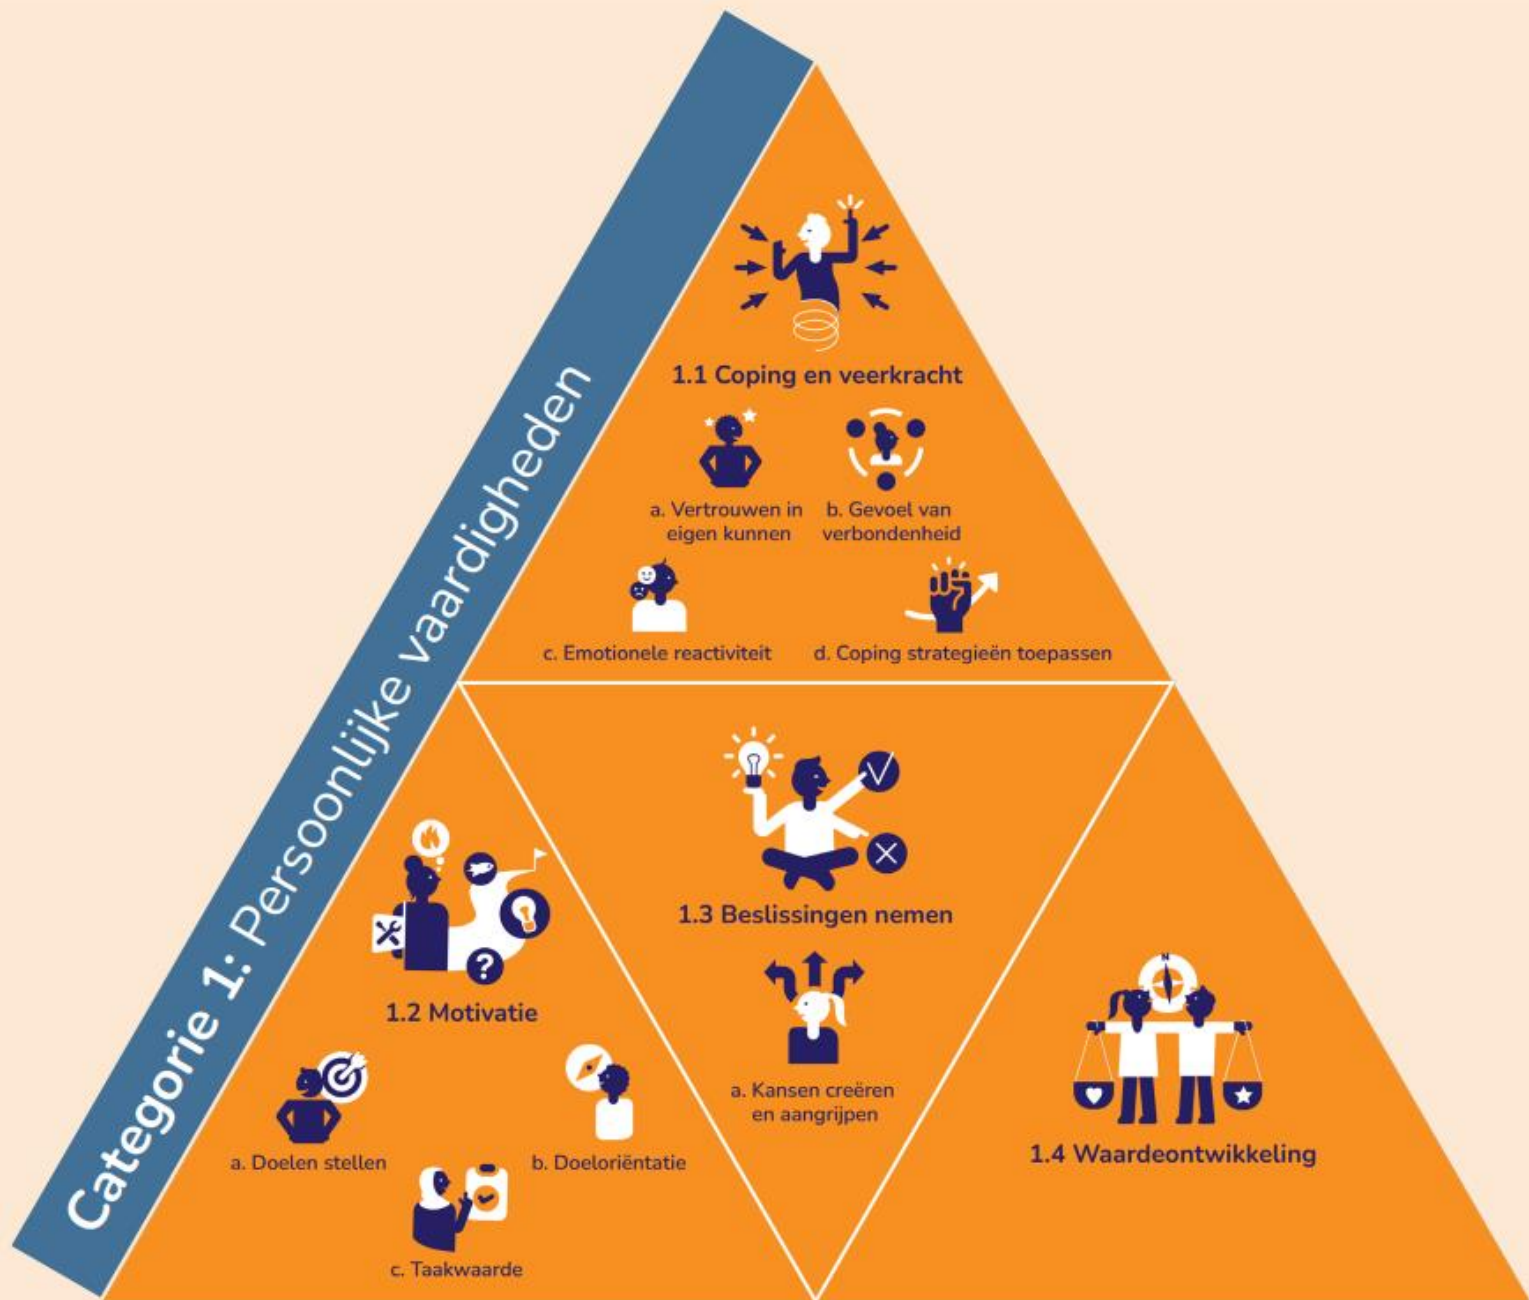 Categorie 1: Persoonlijke vaardigheden
1.1 Coping en veerkracht
a. Vertrouwen in
eigen kunnen
b. Gevoel van
verbondenheid
c. Emotionele reactiviteit
d. Coping strategieën toepassen
1.2 Motivatie
a. Doelen stellen
b. Doeloriëntatie
c. Taakwaarde
?
1.3 Beslissingen nemen
a. Kansen creëren
en aangrijpen
N
1.4 Waardeontwikkeling